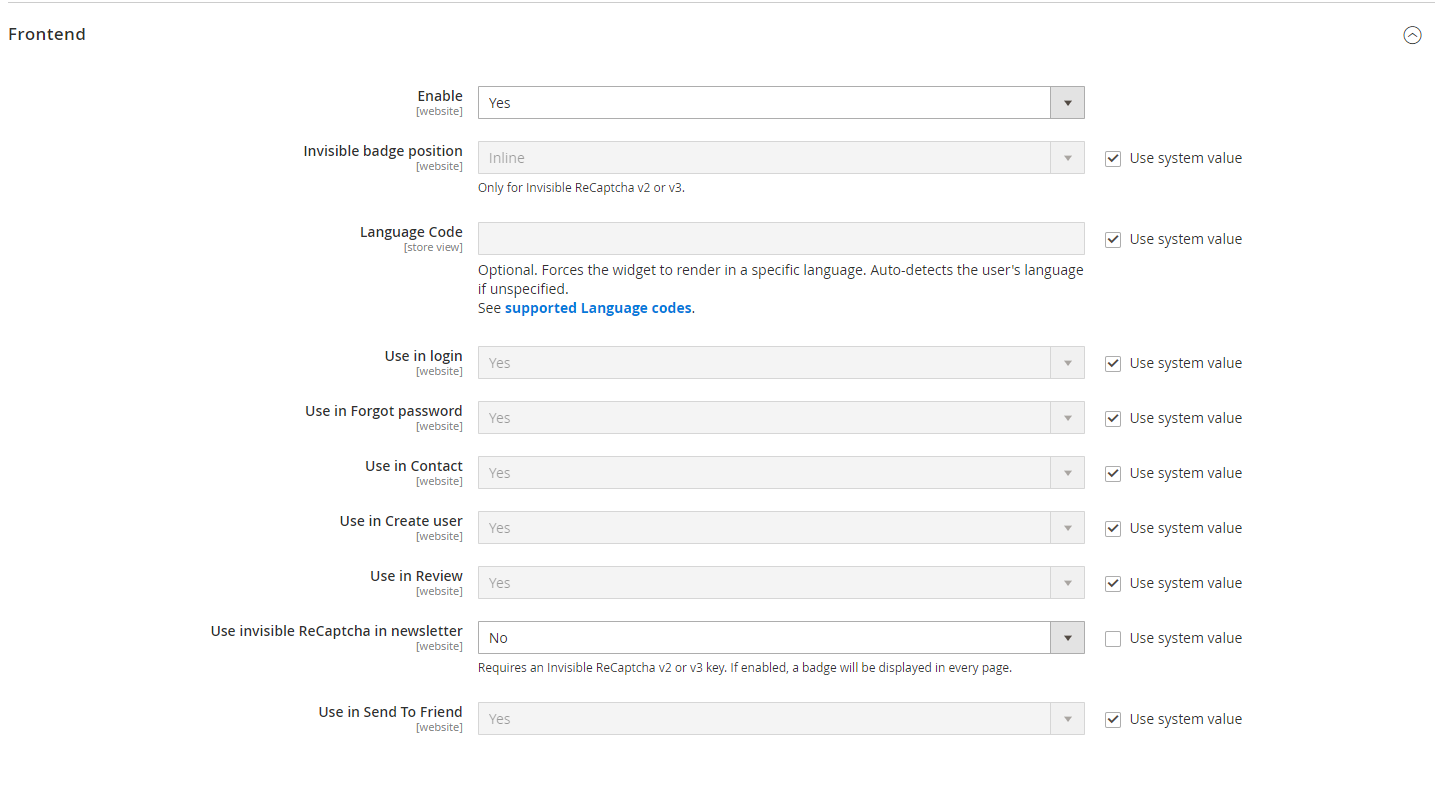 Frontend
Enable
[website]
Yes
Invisible badge position
[website]
Inline
Use system value
Only for Invisible ReCaptcha v2 or v3.
Language Code
[store view]
Use system value
Optional. Forces the widget to render in a specific language. Auto-detects the user's language
if unspecified.
See supported Language codes.
Use in login
[website]
Yes
Use system value
Use in Forgot password
[website]
Yes
Use system value
Use in Contact
[website]
Yes
Use system value
Use in Create user
[website]
Yes
Use system value
Use in Review
[website]
Yes
Use system value
Use invisible ReCaptcha in newsletter
[website]
No
Use system value
Requires an Invisible ReCaptcha v2 or v3 key. If enabled, a badge will be displayed in every page.
Use in Send To Friend
[website]
Yes
Use system value